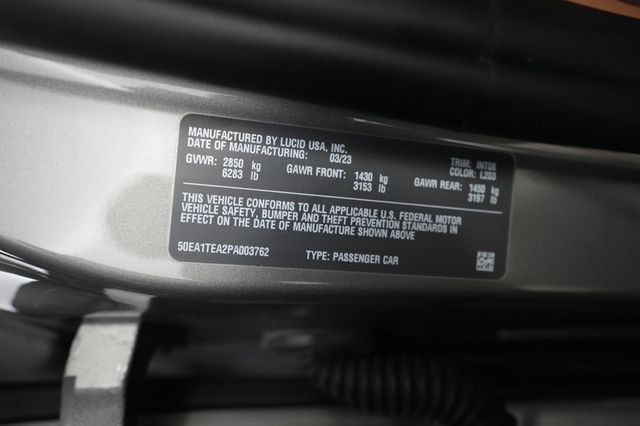 MANUFACTURED BY LUCID USA, INC.
DATE OF MANUFACTURING: 03/23 TRIM: INT08
GVWR: 2850 kg GAWR FRONT: 1430 kg COLOR: L203
6283 lb 3153 lb GAWR REAR: 1450 kg
3197 lb
THIS VEHICLE CONFORMS TO ALL APPLICABLE U.S. FEDERAL MOTOR
VEHICLE SAFETY, BUMPER AND THEFT PREVENTION STANDARDS IN
EFFECT ON THE DATE OF MANUFACTURE SHOWN ABOVE
50EA1TEA2PA003762 TYPE: PASSENGER CAR